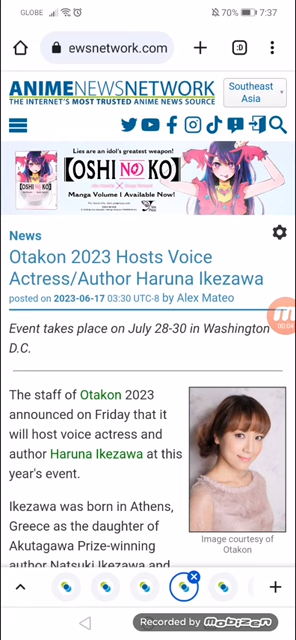 GLOBE
70% 7:37
ewsnetwork.com
ANIMENEWSNETWORK
THE INTERNET'S MOST TRUSTED ANIME NEWS SOURCE
Southeast
Asia
Lies are an idol's greatest weapon!
[OSHI NO KO]
Manga Volume 1 Available Now!
News
Otakon 2023 Hosts Voice
Actress/Author Haruna Ikezawa
posted on 2023-06-17 03:30 UTC-8 by Alex Mateo
00:04
Event takes place on July 28-30 in Washington
D.C.
The staff of Otakon 2023
announced on Friday that it
will host voice actress and
author Haruna Ikezawa at this
year's event.
Image courtesy of
Otakon
Ikezawa was born in Athens,
Greece as the daughter of
Akutagawa Prize-winning
author Natsuki Ikezawa and
Recorded by mobizen